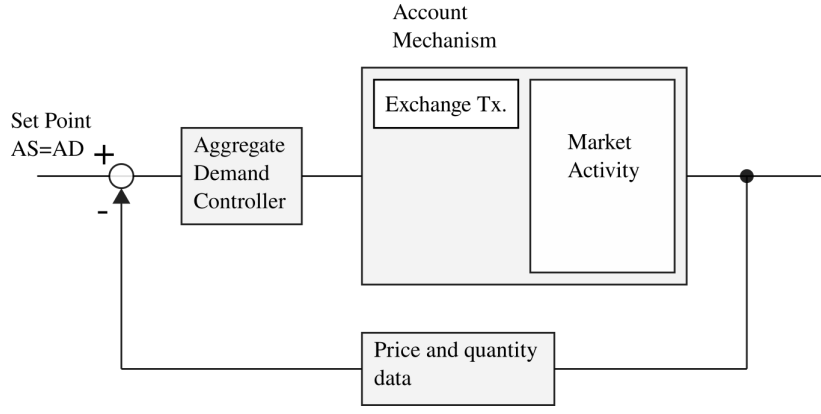 Account
Mechanism
Exchange Tx.
Set Point
AS=AD
+
-
Aggregate
Demand
Controller
Market
Activity
Price and quantity
data